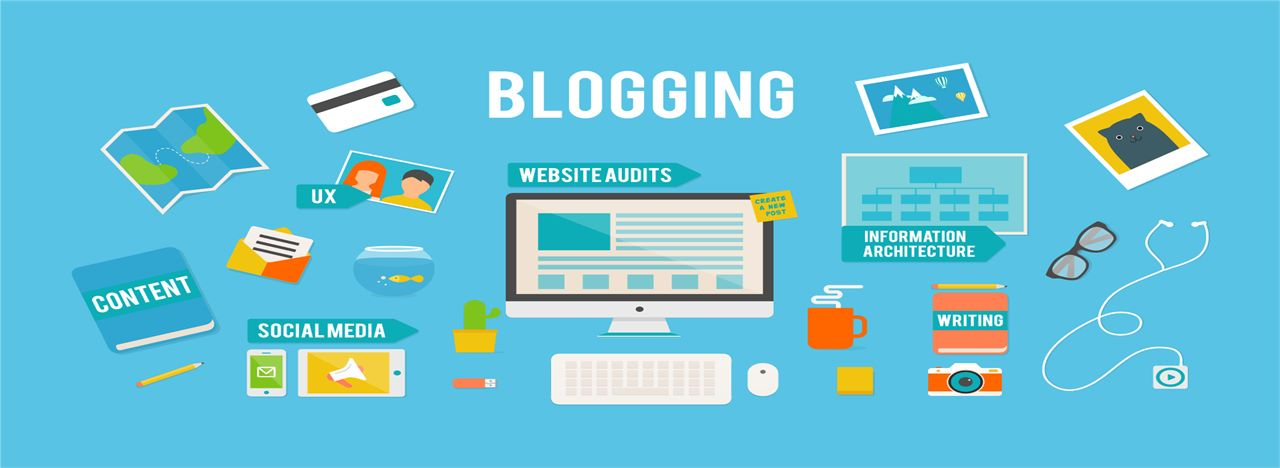 BLOGGING
UX
WEBSITE AUDITS
CREATE
A NEW
POST
INFORMATION
ARCHITECTURE
CONTENT
SOCIAL MEDIA
WRITING